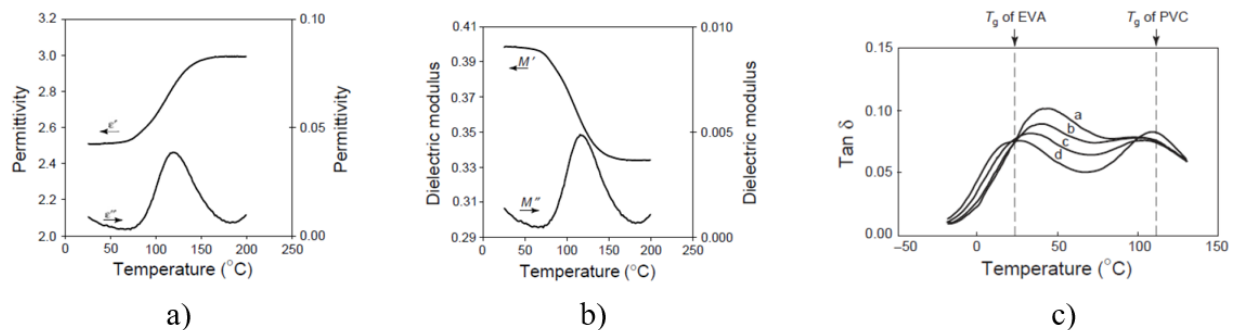 3.2
3.0
2.8
2.6
2.4
2.2
2.0
Permittivity
ε′
ε″
0.10
0.05
0.00
Permittivity
0 50 100 150 200 250
Temperature (°C)
a)
0.41
0.39
0.37
0.35
0.33
0.31
0.29
Dielectric modulus
M′
M″
0.010
0.005
0.000
Dielectric modulus
0 50 100 150 200 250
Temperature (°C)
b)
Tg of EVA Tg of PVC
0.15
0.10
0.05
0.00
Tan δ
a
b
c
d
−50 0 50 100 150
Temperature (°C)
c)